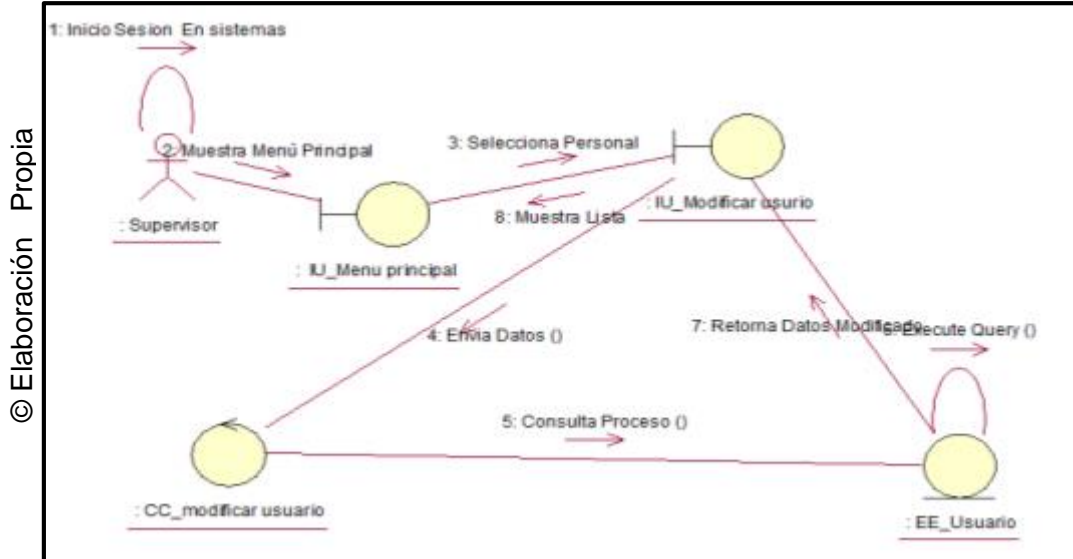 © Elaboración Propia
1: Inicio Sesion En sistemas
2: Muestra Menú Principal
3: Selecciona Personal
: IU_Modificar usurio
8: Muestra Lista
: Supervisor
: IU_Menu principal
4: Envia Datos ()
7: Retorna Datos Modificado
6: Execute Query ()
5: Consulta Proceso ()
: CC_modificar usuario
: EE_Usuario